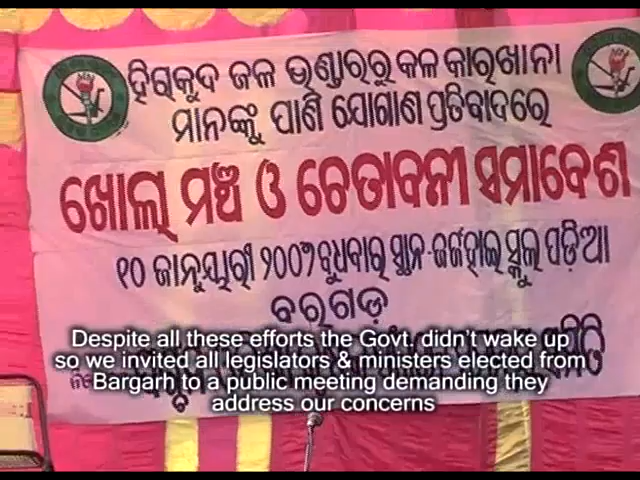 ହିରାକୁଦ ଜଳ ଭଣ୍ଡାରରୁ କଳ କାରଖାନା
ମାନଙ୍କୁ ପାଣି ଯୋଗାଣ ପ୍ରତିବାଦରେ
ଖୋଲା ମଞ୍ଚ ଓ ଚେତାବନୀ ସମାବେଶ
୧୦ ଜାନୁୟାରୀ ୨୦୦୭ ବୁଧବାର ସ୍ଥାନ-ଜର୍ଜହାଇ ସ୍କୁଲ ପଡ଼ିଆ
ବରଗଡ଼
Despite all these efforts the Govt. didn't wake up
so we invited all legislators & ministers elected from
Bargarh to a public meeting demanding they
address our concerns